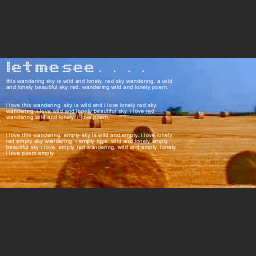 letmesee....
this wandering sky is wild and lonely. red sky wandering. a wild
and lonely beautiful sky red. wandering wild and lonely poem.
i love this wandering. sky is wild and i love lonely red sky.
wandering. i love wild and lonely beautiful sky. i love red
wandering wild and lonely. i love poem.
i love this wandering. empty sky is wild and empty. i love lonely
red empty sky wandering. i empty love. wild and lonely. empty
beautiful sky i love. empty red wandering, wild and empty. lonely
i love poem empty.